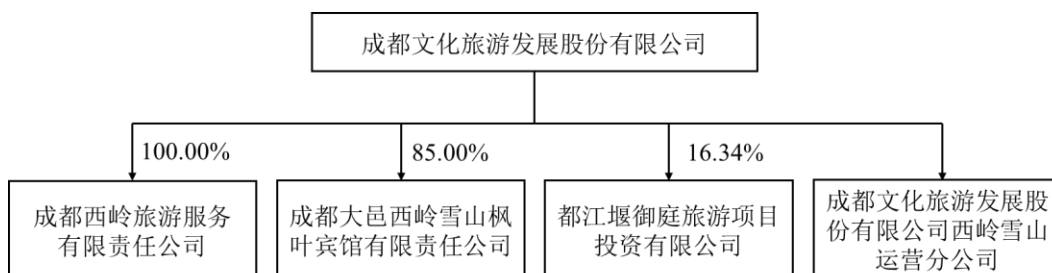 成都文化旅游发展股份有限公司
100.00%
85.00%
16.34%
成都西岭旅游服务
有限责任公司
成都大邑西岭雪山枫
叶宾馆有限责任公司
都江堰御庭旅游项目
投资有限公司
成都文化旅游发展股
份有限公司西岭雪山
运营分公司